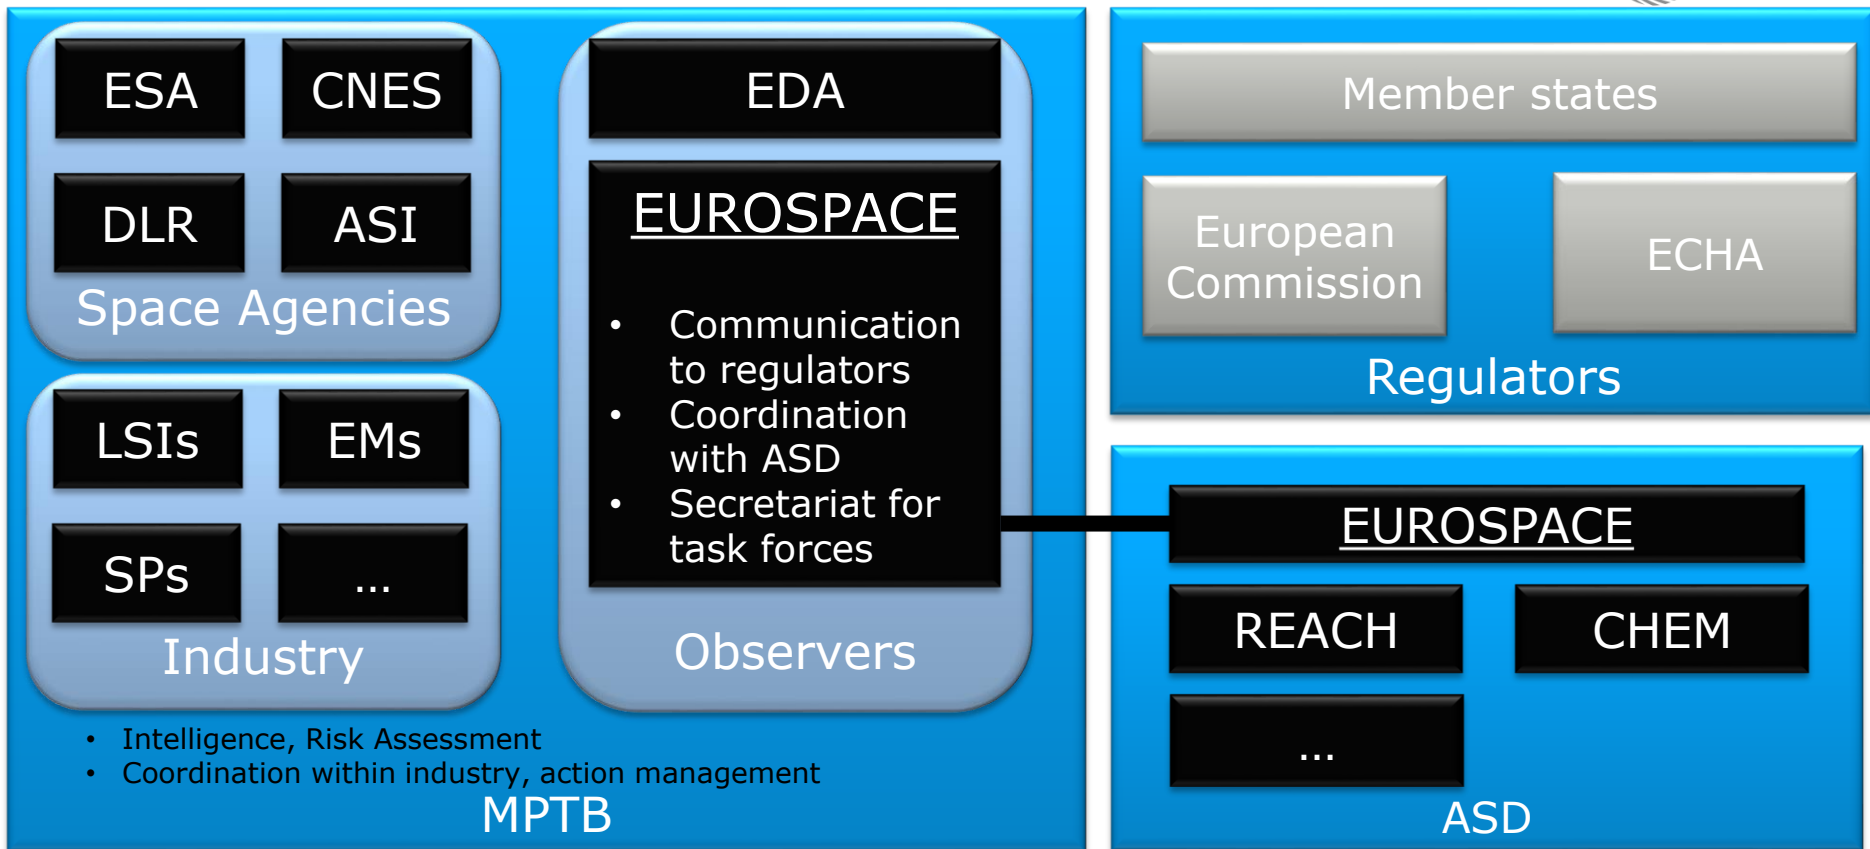 ESA
CNES
DLR
ASI
Space Agencies
LSIs
EMs
SPs
...
Industry
EDA
EUROSPACE
• Communication
to regulators
• Coordination
with ASD
• Secretariat for
task forces
Observers
• Intelligence, Risk Assessment
• Coordination within industry, action management
MPTB
Member states
European
Commission
ECHA
Regulators
EUROSPACE
REACH
CHEM
...
ASD